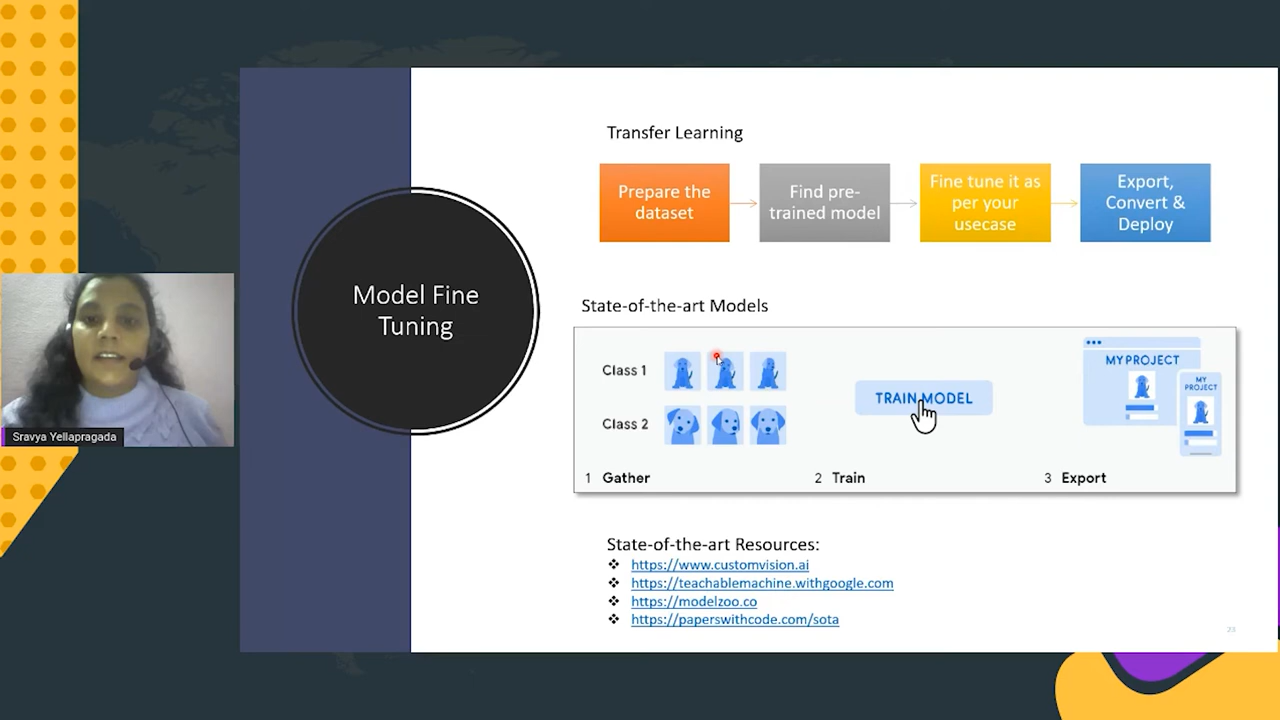 Transfer Learning
Prepare the
dataset
Find pre-
trained model
Fine tune it as
per your
usecase
Export,
Convert &
Deploy
Model Fine
Tuning
State-of-the-art Models
Class 1
Class 2
TRAIN MODEL
MY PROJECT
MY
PROJECT
1 Gather
2 Train
3 Export
Sravya Yellapragada
State-of-the-art Resources:
https://www.customvision.ai
https://teachablemachine.withgoogle.com
https://modelzoo.co
https://paperswithcode.com/sota
23